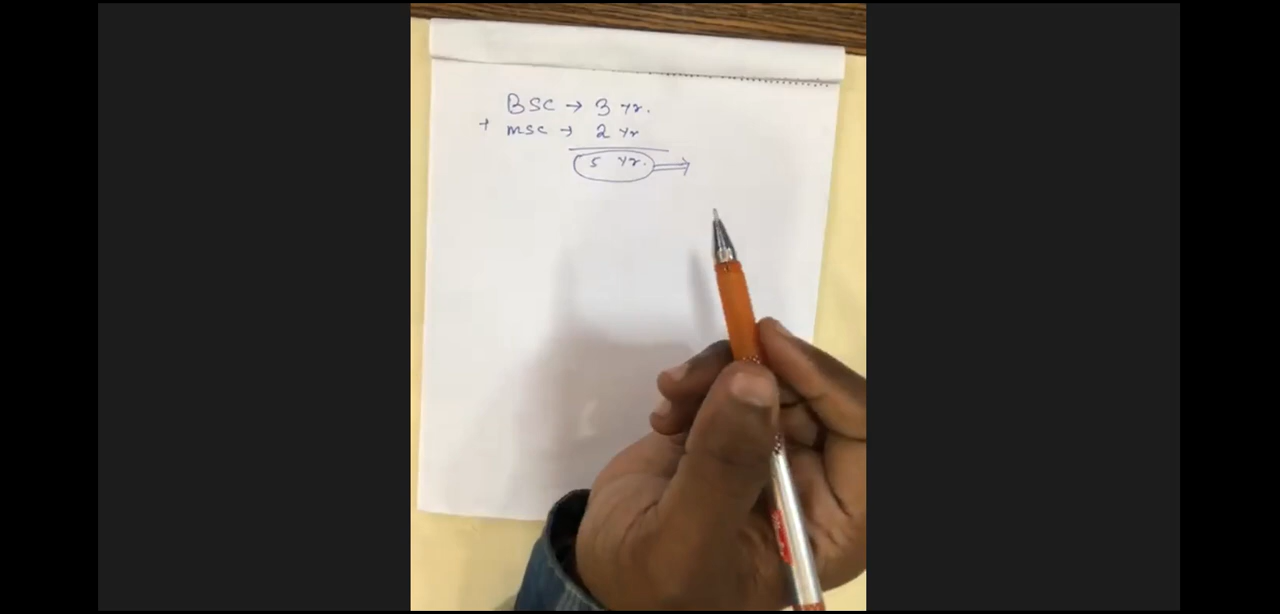 BSC → 3 yr.
+ MSC → 2 yr
5 yr. ⇒